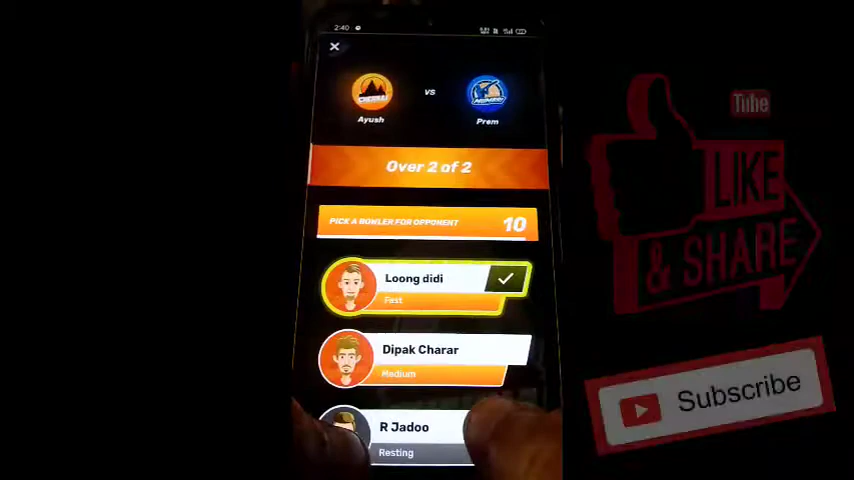 2:40
VS
Ayush
Prem
Over 2 of 2
PICK A BOWLER FOR OPPONENT
10
Loong didi
Fast
Dipak Charar
Medium
R Jadoo
Resting
Tube
LIKE
& SHARE
Subscribe